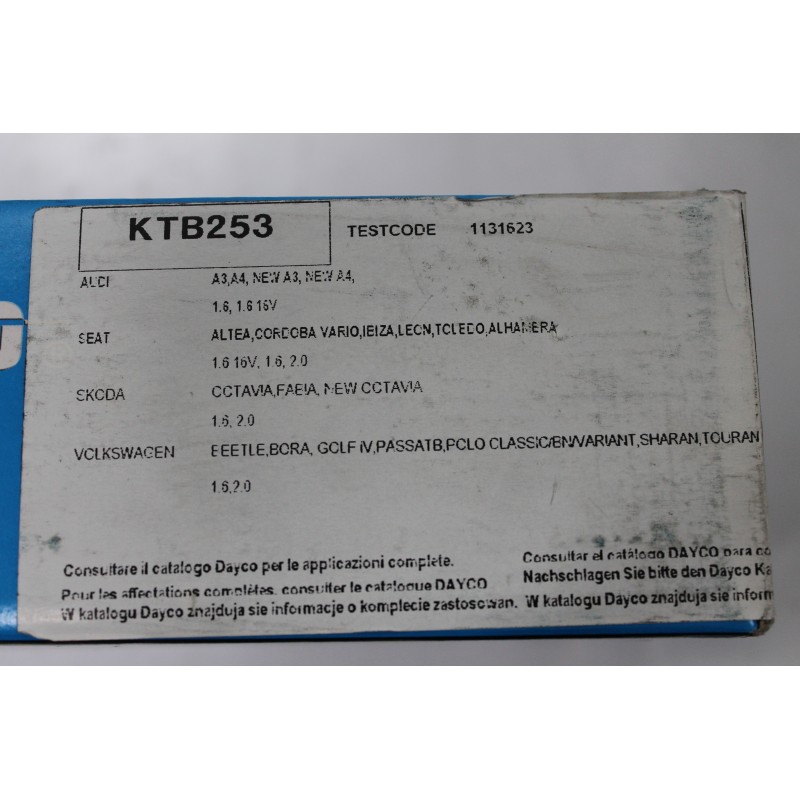 KTB253 TESTCODE 1131623
AUDI A3,A4, NEW A3, NEW A4,
1.6, 1.6 16V
SEAT ALTEA,CORDOBA VARIO,IBIZA,LEON,TOLEDO,ALHAMBRA
1.6 16V, 1.6, 2.0
SKODA OCTAVIA,FABIA, NEW OCTAVIA
1.6, 2.0
VOLKSWAGEN BEETLE,BORA, GOLF IV,PASSATB,POLO CLASSIC/BN/VARIANT,SHARAN,TOURAN
1.6,2.0
Consultare il catalogo Dayco per le applicazioni complete. Consultar el catálogo DAYCO para co
Pour les affectations complètes, consulter le catalogue DAYCO Nachschlagen Sie bitte den Dayco Ka
W katalogu Dayco znajduja sie informacje o komplecie zastosowan. W katalogu Dayco znajduja sie inform